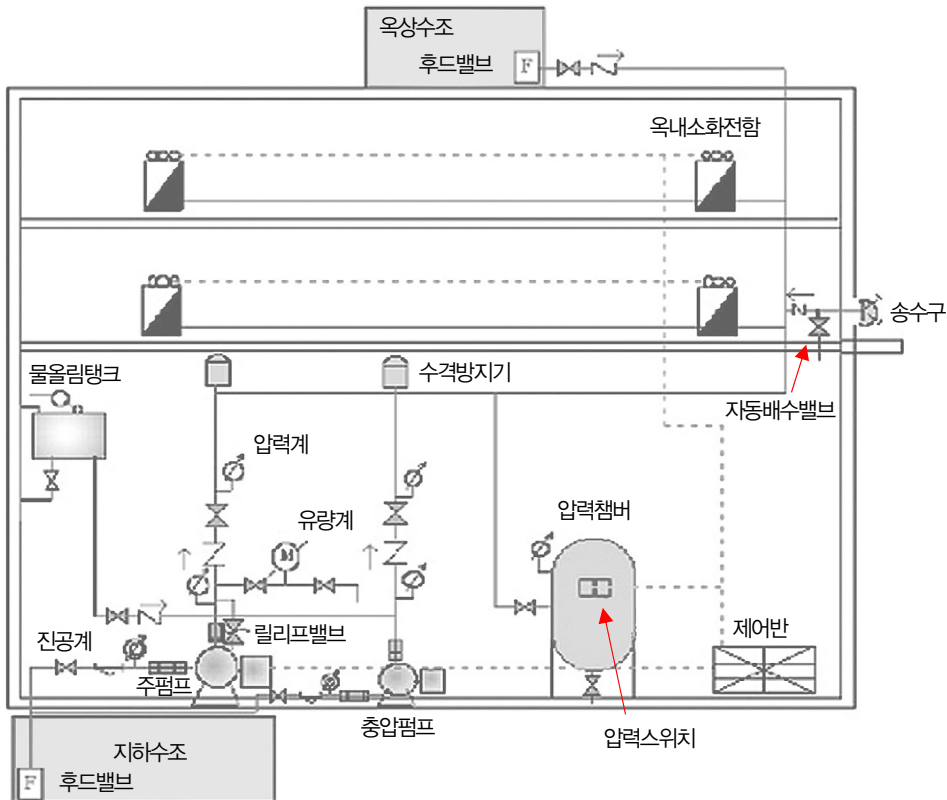 옥상수조
후드밸브
F
옥내소화전함
송수구
자동배수밸브
물올림탱크
수격방지기
압력계
유량계
M
압력챔버
릴리프밸브
진공계
주펌프
제어반
충압펌프
압력스위치
지하수조
F
후드밸브